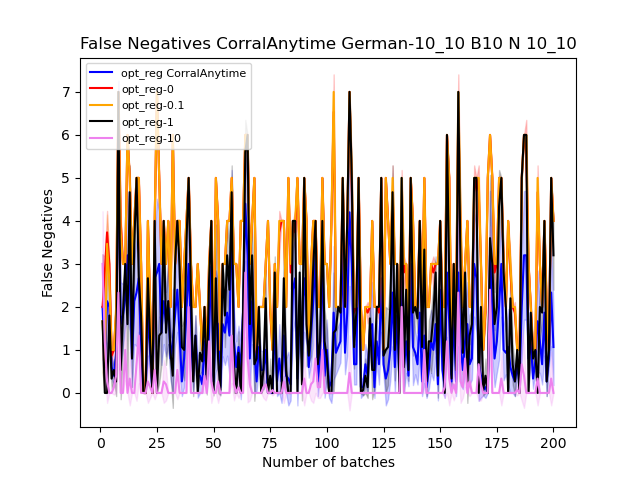 False Negatives CorralAnytime German-10_10 B10 N 10_10
opt_reg CorralAnytime
opt_reg-0
opt_reg-0.1
opt_reg-1
opt_reg-10
7
6
5
4
3
2
1
0
False Negatives
0 25 50 75 100 125 150 175 200
Number of batches